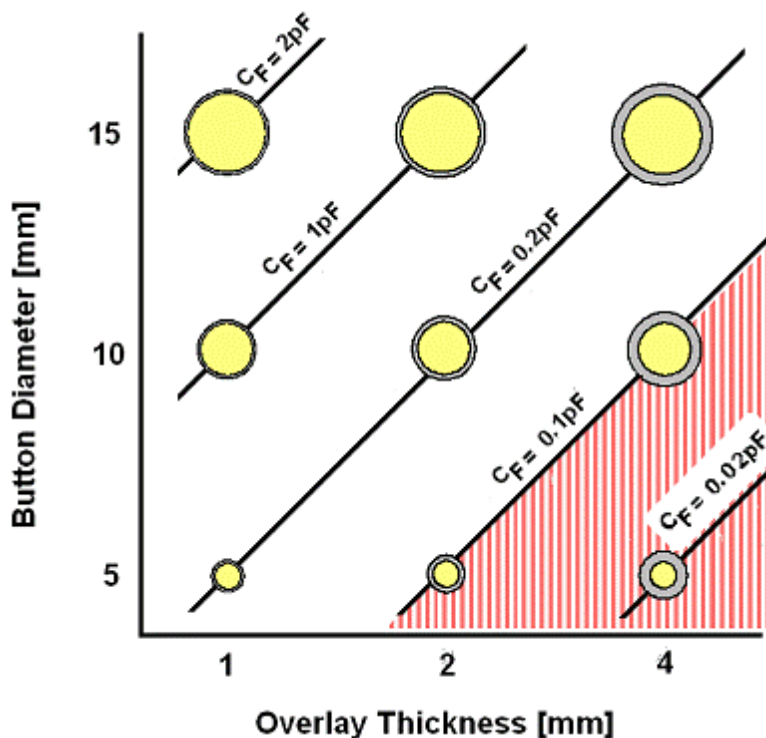 CF = 2pF
15
CF = 1pF
CF = 0.2pF
Button Diameter [mm]
10
CF = 0.1pF
CF = 0.02pF
5
1 2 4
Overlay Thickness [mm]